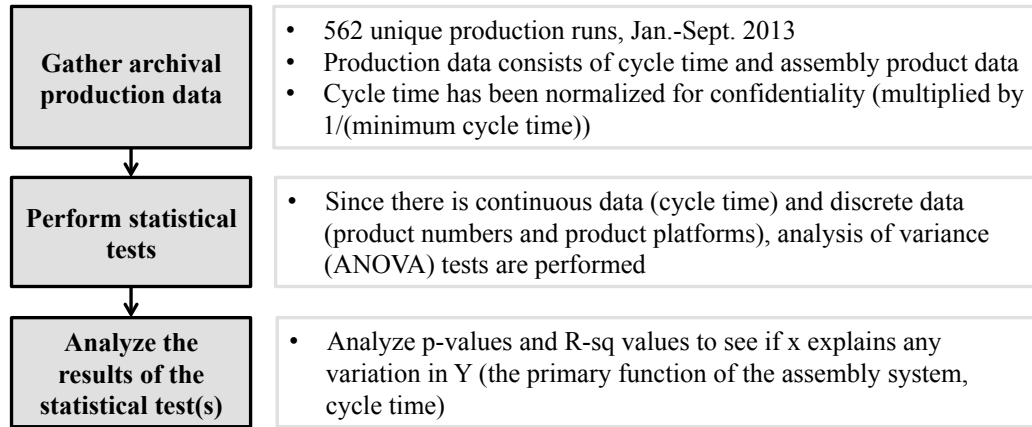 Gather archival
production data
• 562 unique production runs, Jan.-Sept. 2013
• Production data consists of cycle time and assembly product data
• Cycle time has been normalized for confidentiality (multiplied by
1/(minimum cycle time))
Perform statistical
tests
• Since there is continuous data (cycle time) and discrete data
(product numbers and product platforms), analysis of variance
(ANOVA) tests are performed
Analyze the
results of the
statistical test(s)
• Analyze p-values and R-sq values to see if x explains any
variation in Y (the primary function of the assembly system,
cycle time)